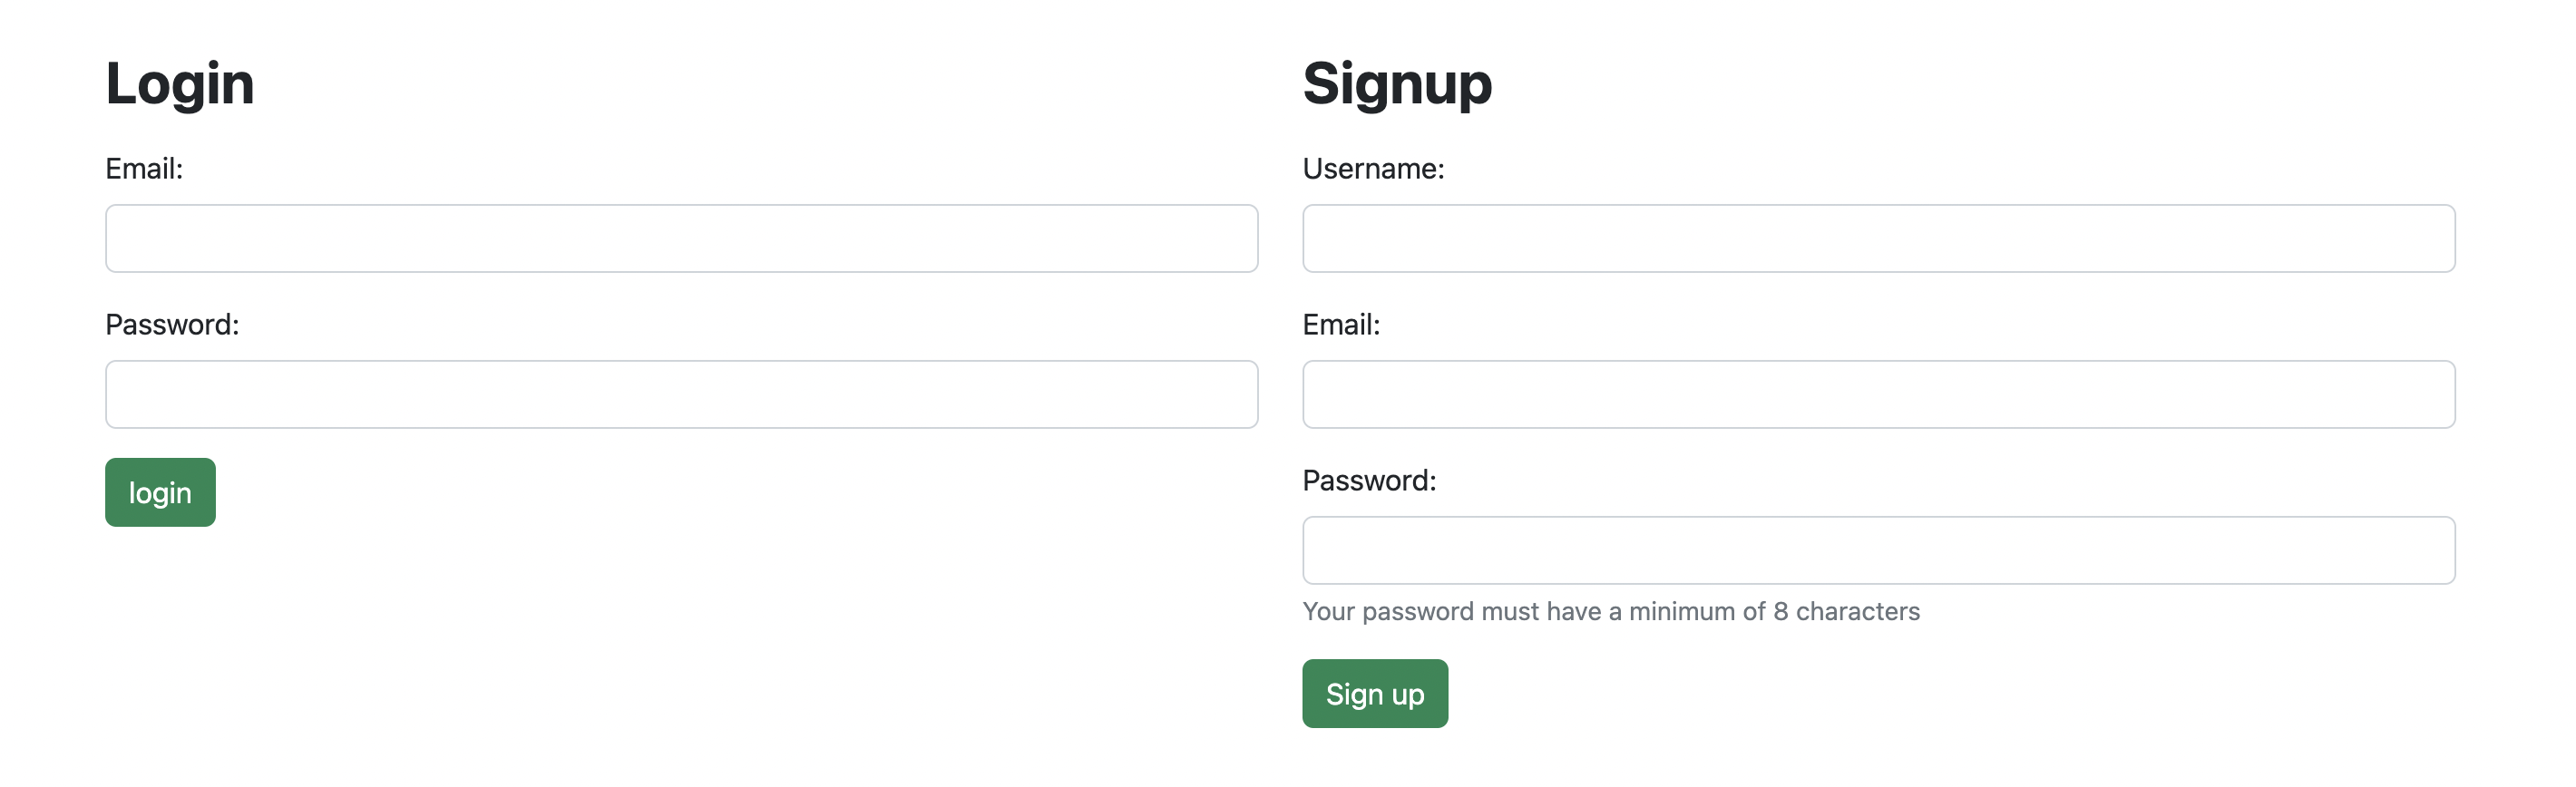 Login
Email:
Password:
login
Signup
Username:
Email:
Password:
Your password must have a minimum of 8 characters
Sign up